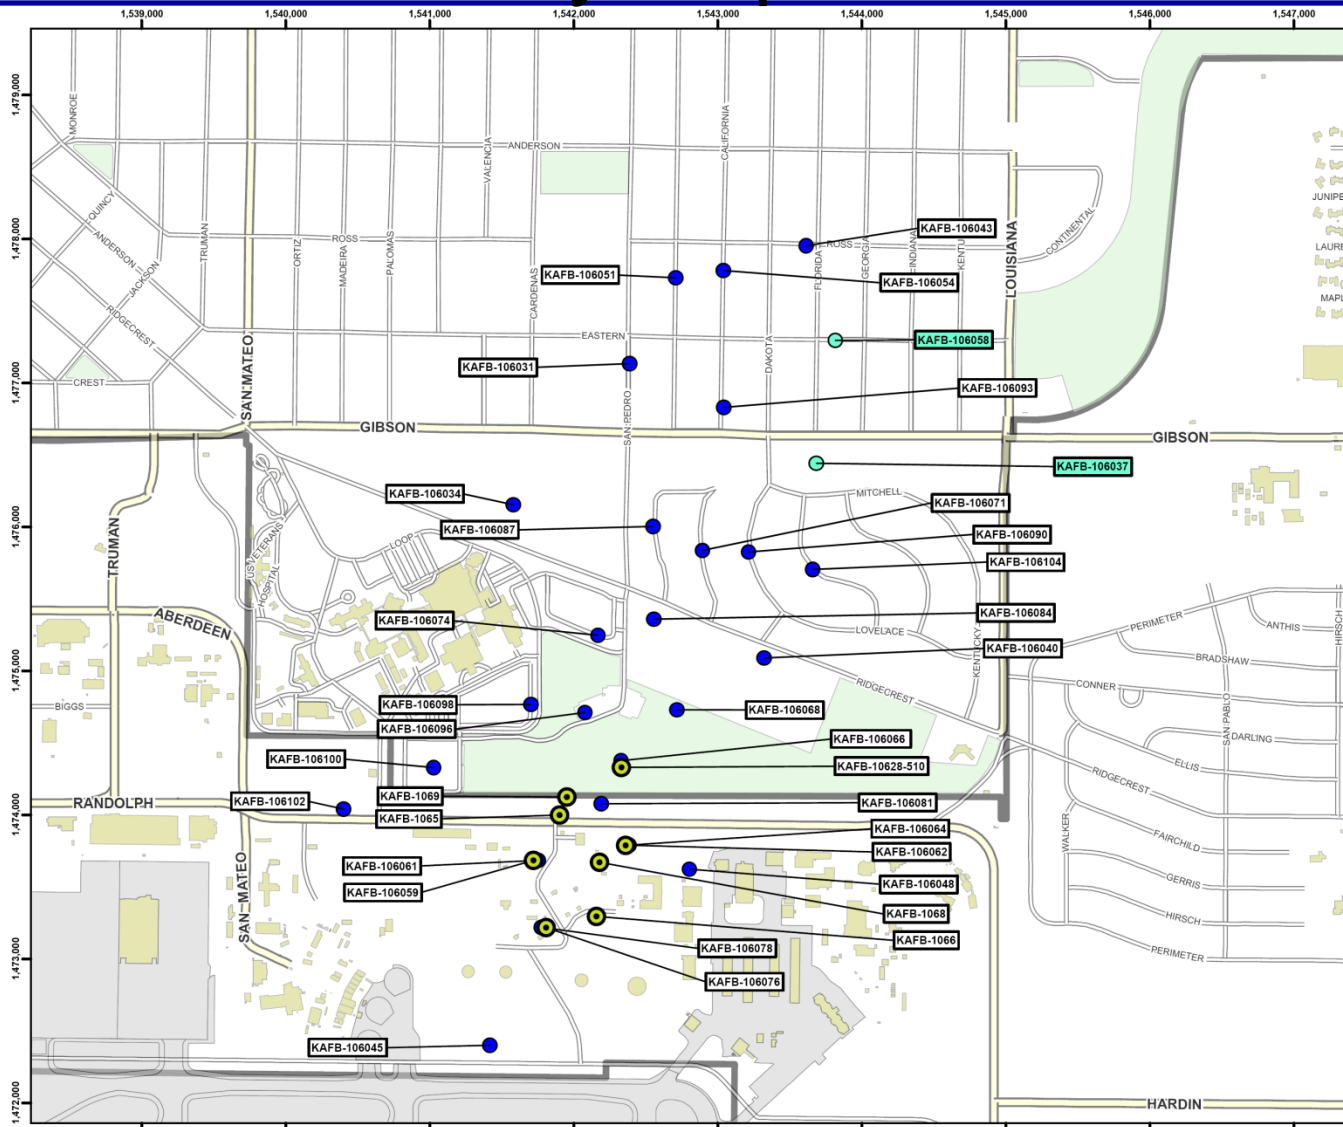 1,539,000 1,540,000 1,541,000 1,542,000 1,543,000 1,544,000 1,545,000 1,546,000 1,547,000
1,479,000
1,478,000
1,477,000
1,476,000
1,475,000
1,474,000
1,473,000
1,472,000
MONROE
VALENCIA
CALIFORNIA
ANDERSON
QUINCY
JUNIPE
ANDERSON
JACKSON
TRUMAN
ORTIZ
ROSS
MADEIRA
PALOMAS
KAFB-106043
ROSS
CONTINENTAL
LAURE
FLORIDA
GEORGIA
INDIANA
KENTU
LOUISIANA
KAFB-106051
CARDENAS
KAFB-106054
MAPL
RIDGECREST
EASTERN
KAFB-106058
DAKOTA
SAN MATEO
KAFB-106031
CREST
KAFB-106093
SAN PEDRO
GIBSON
GIBSON
KAFB-106037
KAFB-106034
MITCHELL
KAFB-106071
KAFB-106087
KAFB-106090
TRUMAN
US VETERANS
HOSPITAL
LOOP
KAFB-106104
ABERDEEN
KAFB-106074
KAFB-106084
LOVELACE
PERIMETER
ANTHIS
HIRSCH
KENTUCKY
KAFB-106040
BRADSHAW
RIDGECREST
CONNER
BIGGS
KAFB-106098
KAFB-106068
SAN PABLO
KAFB-106096
KAFB-106066
DARLING
KAFB-106100
KAFB-10628-510
ELLIS
RIDGECREST
RANDOLPH
KAFB-106102
KAFB-1069
KAFB-106081
KAFB-1065
KAFB-106064
WALKER
FAIRCHILD
KAFB-106062
KAFB-106061
KAFB-106059
KAFB-106048
GERRIS
SAN MATEO
KAFB-1068
HIRSCH
KAFB-1066
KAFB-106078
PERIMETER
KAFB-106076
KAFB-106045
HARDIN